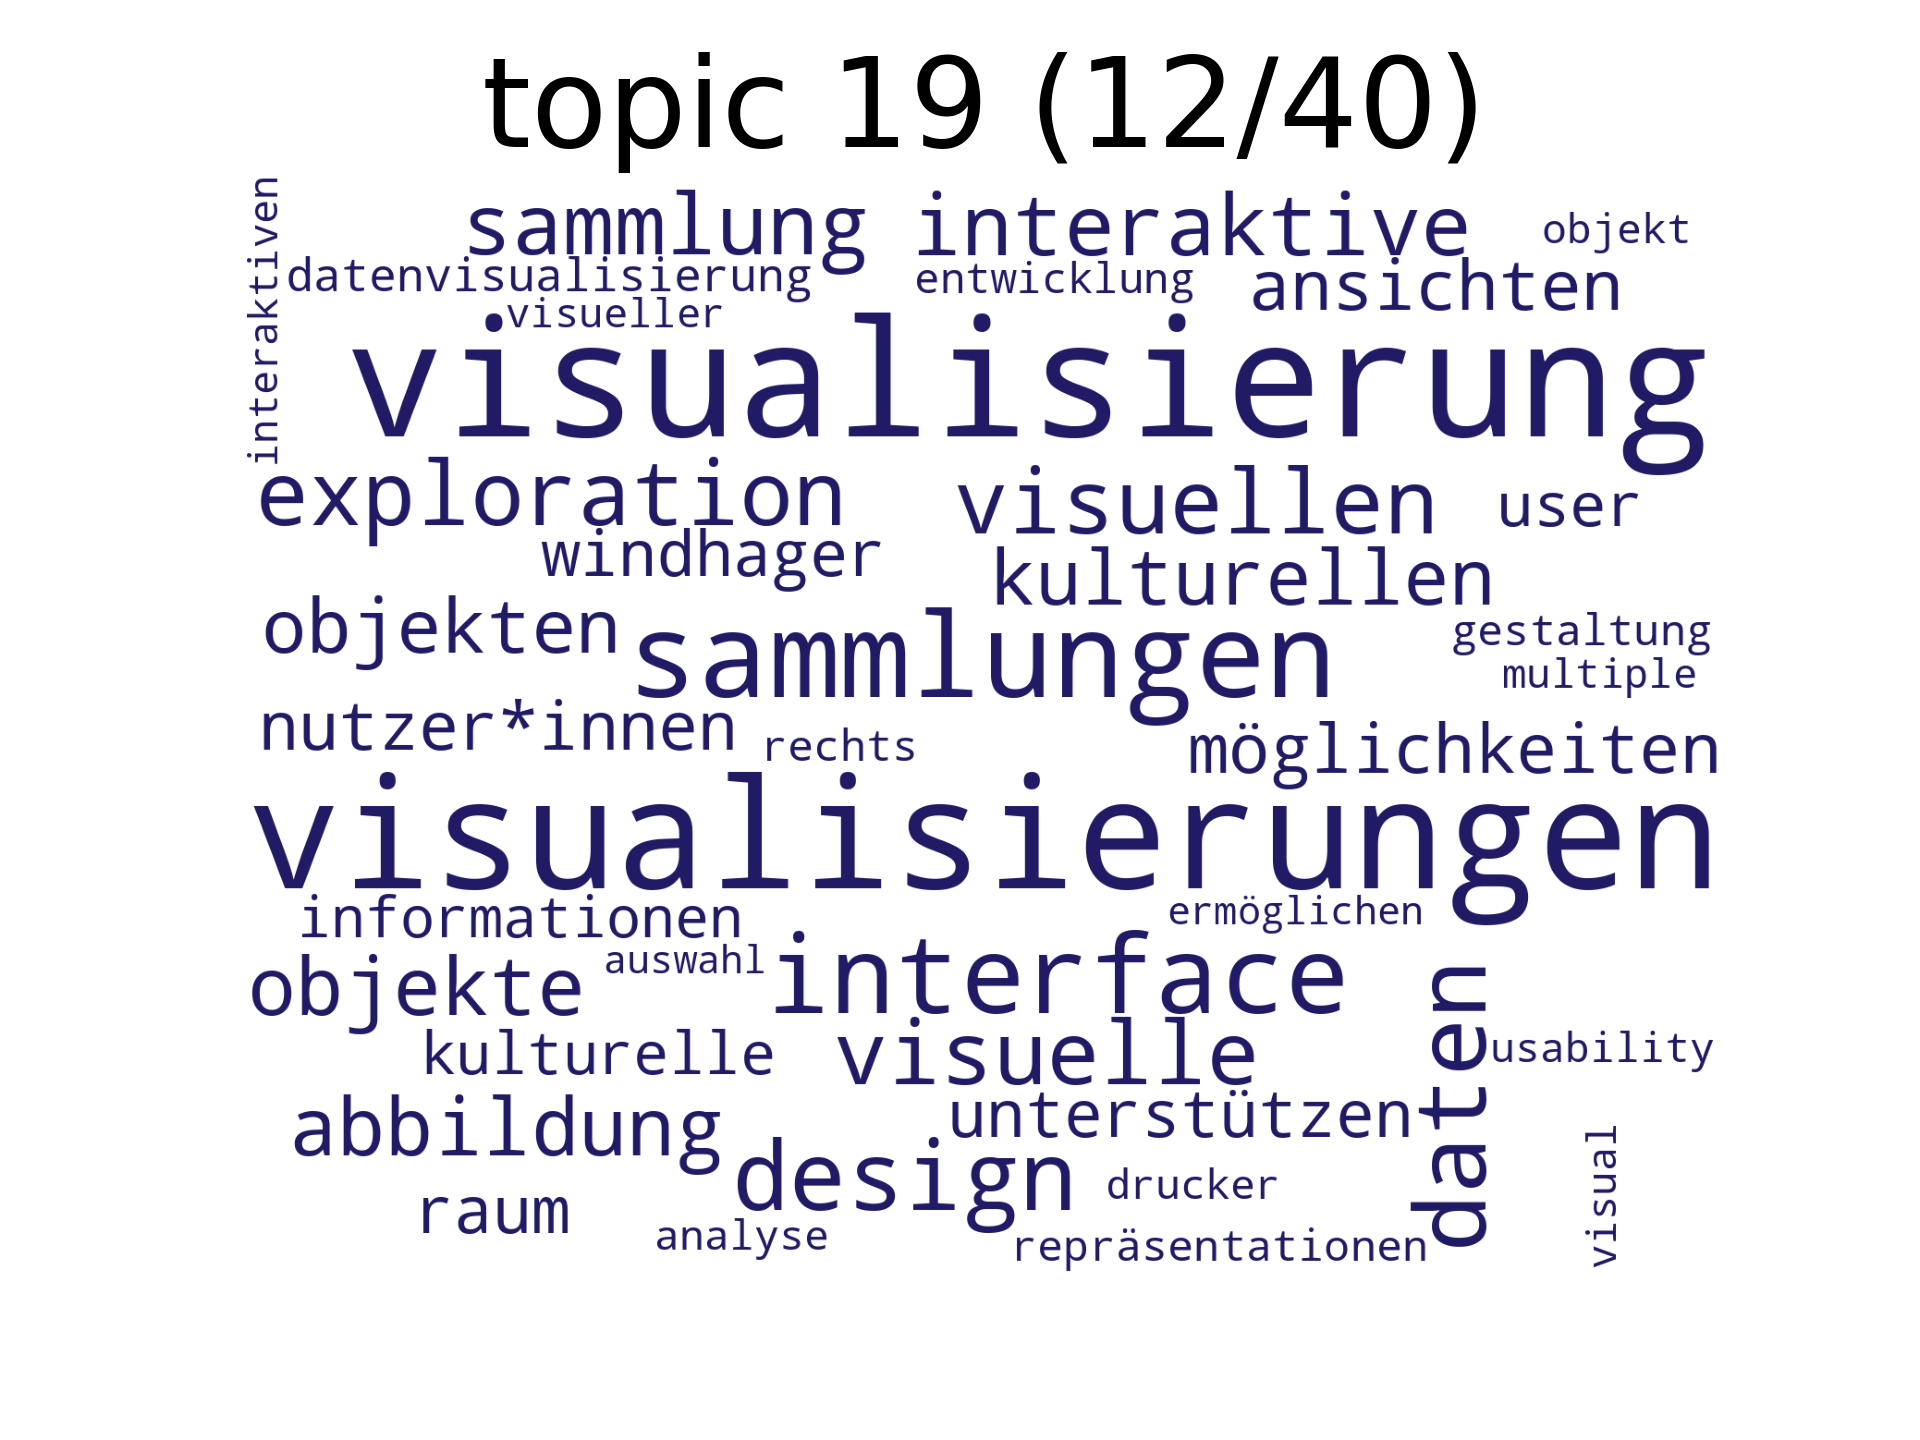 topic 19 (12/40)
interaktiven
sammlung interaktive objekt
datenvisualisierung entwicklung ansichten
visueller
visualisierung
exploration visuellen user
windhager kulturellen
objekten sammlungen gestaltung
multiple
nutzer*innen rechts möglichkeiten
visualisierungen
informationen ermöglichen
objekte auswahl interface daten
kulturelle visuelle usability
abbildung unterstützen
design drucker visual
raum analyse repräsentationen